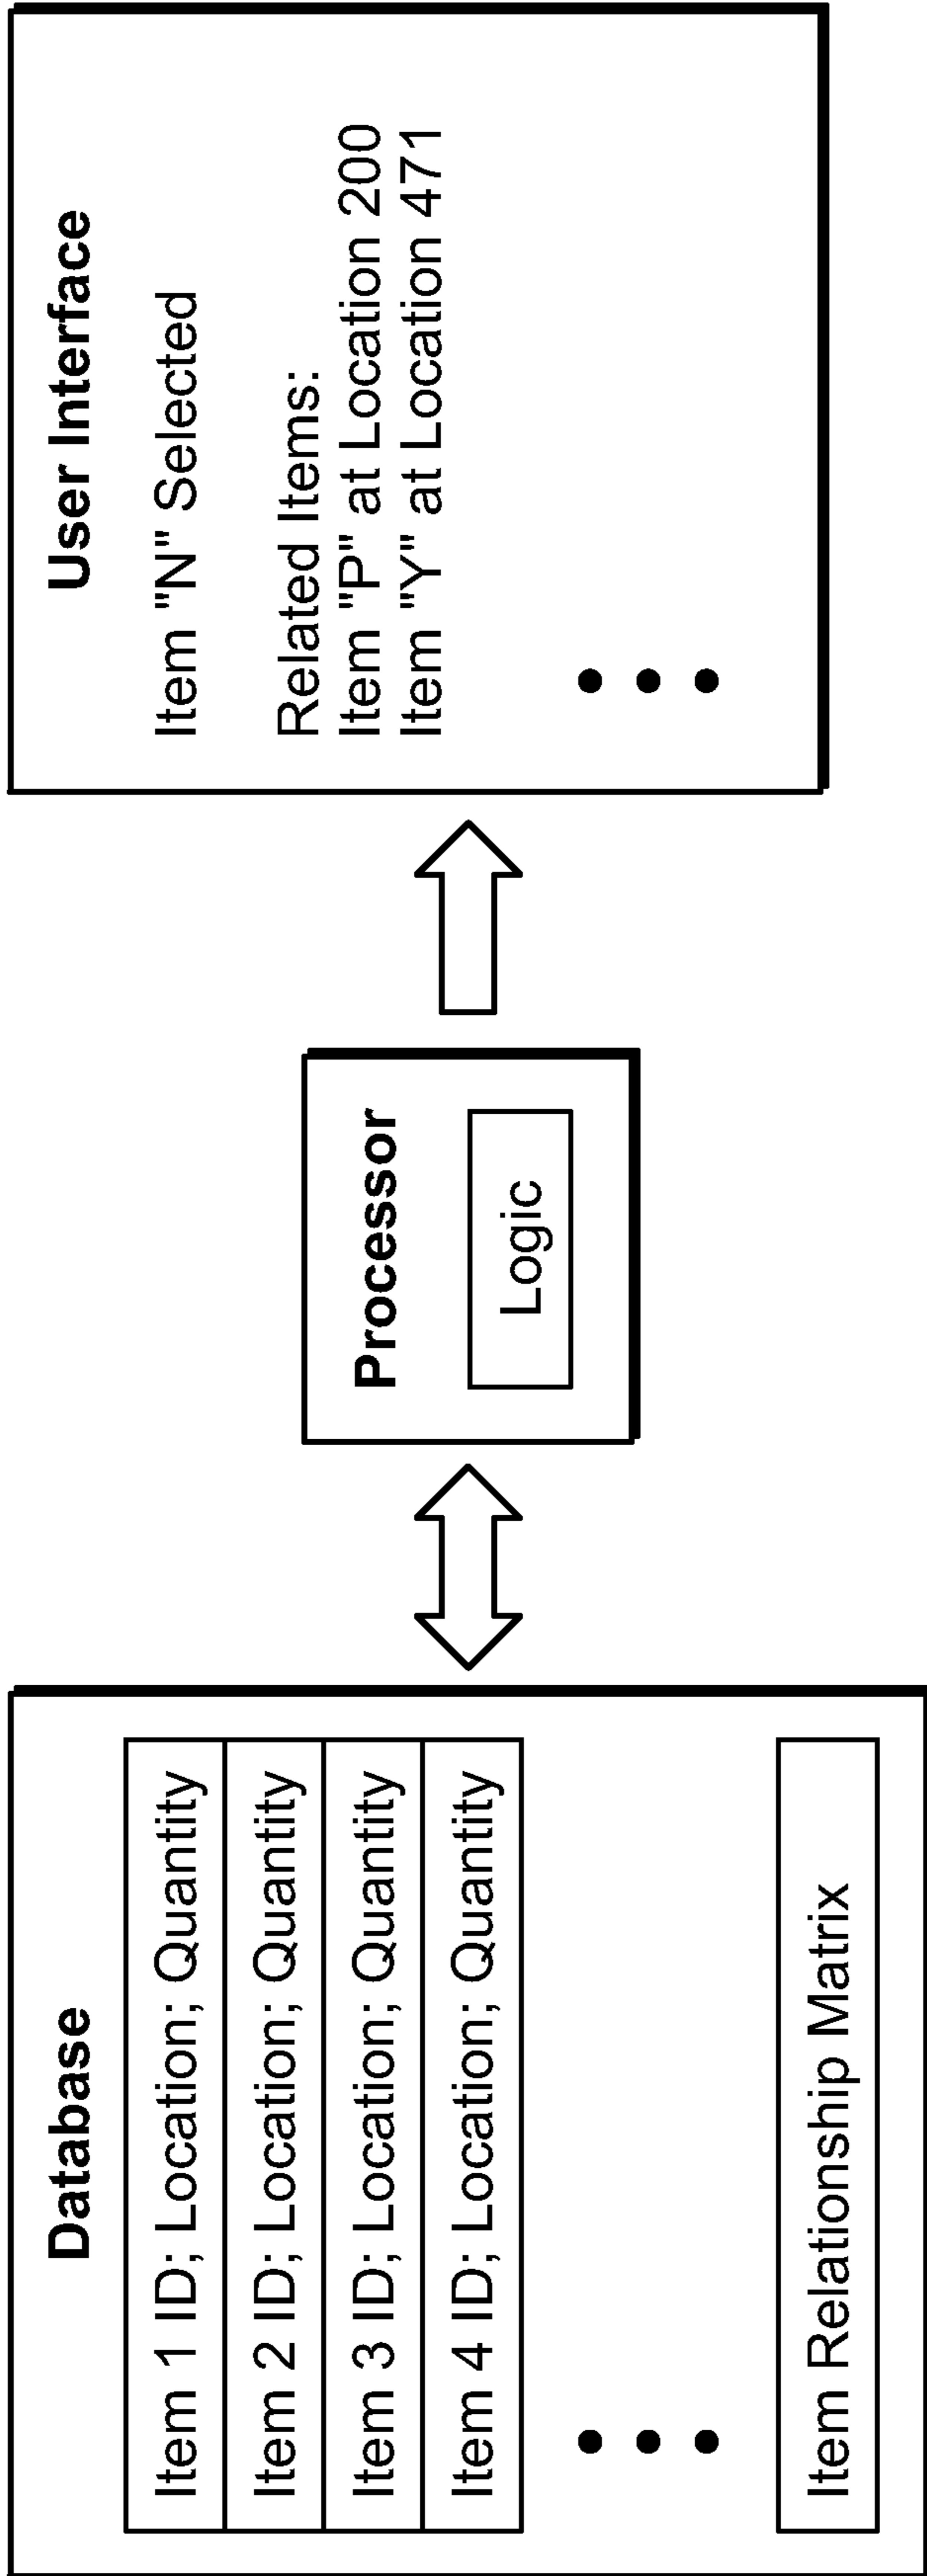 Database
Item 1 ID; Location; Quantity
Item 2 ID; Location; Quantity
Item 3 ID; Location; Quantity
Item 4 ID; Location; Quantity
Item Relationship Matrix
Processor
Logic
User Interface
Item "N" Selected
Related Items:
Item "P" at Location 200
Item "Y" at Location 471